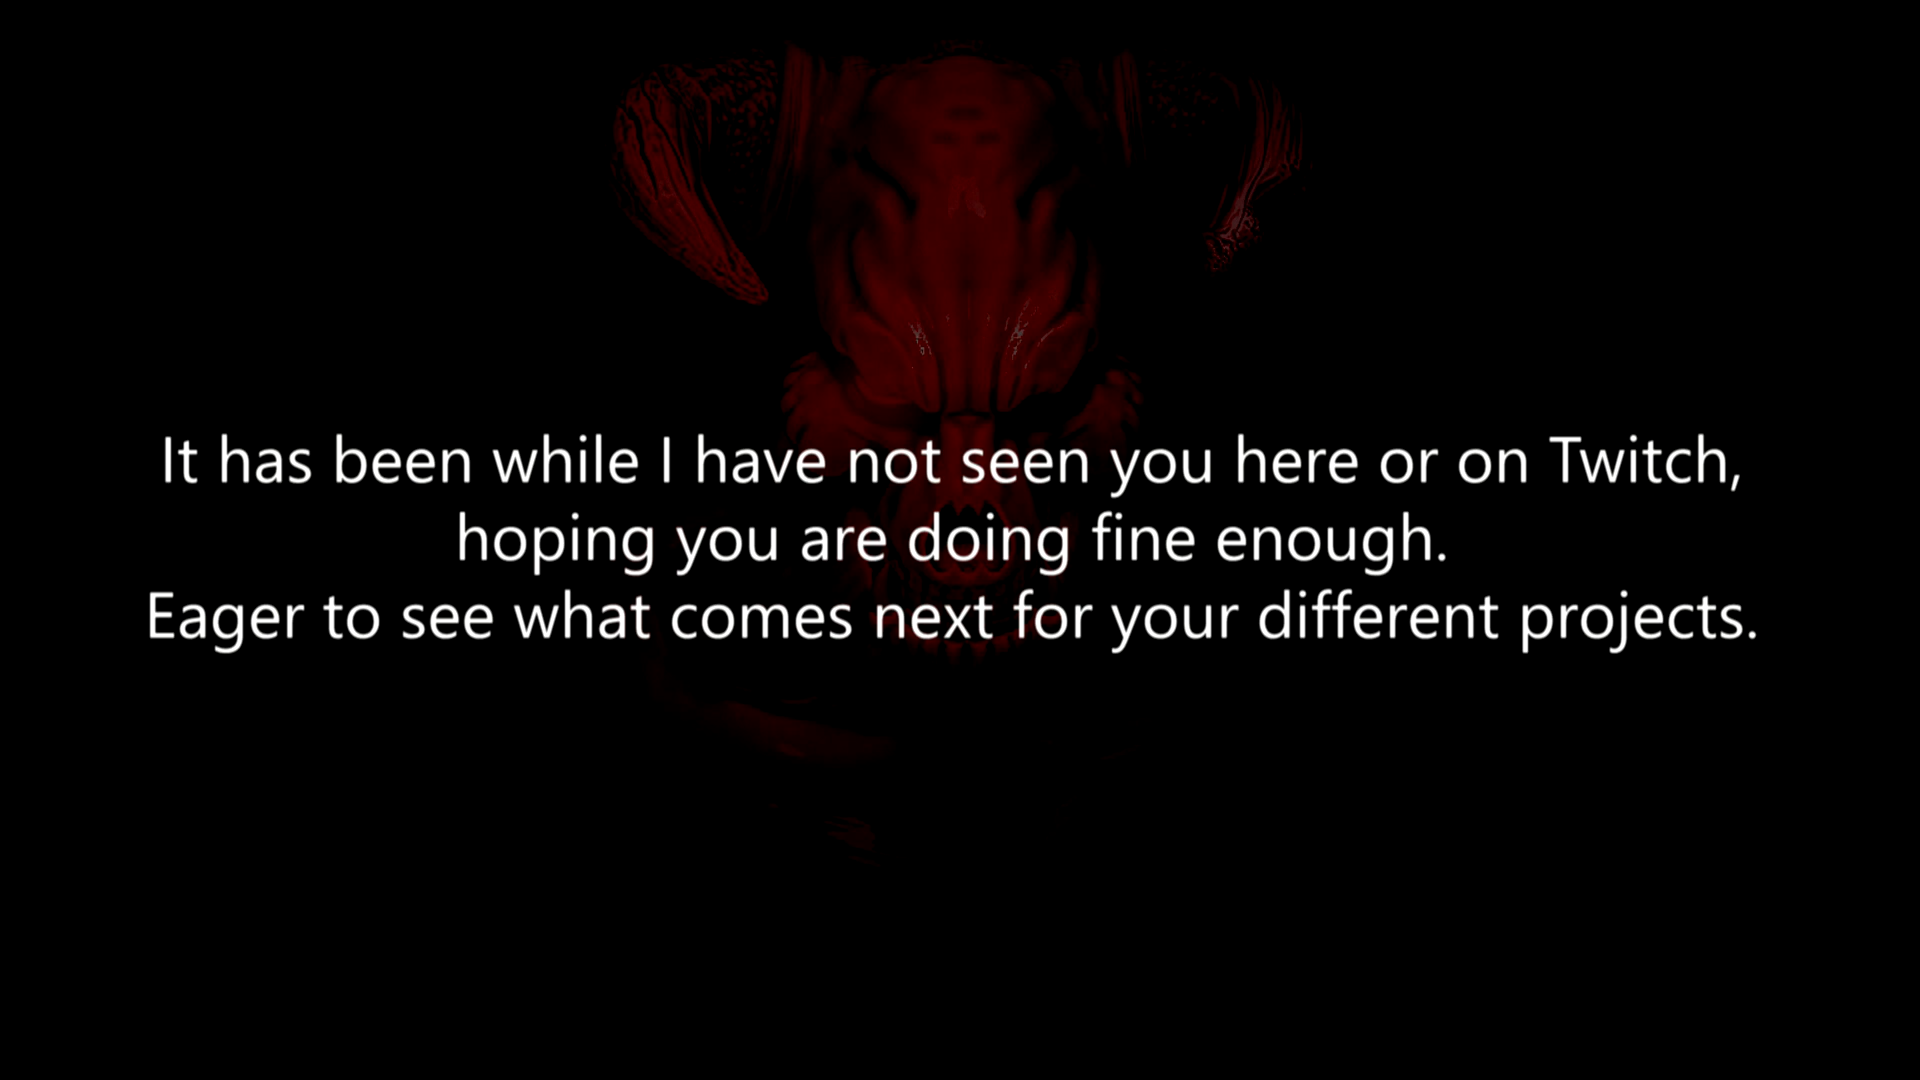 It has been while I have not seen you here or on Twitch,
hoping you are doing fine enough.
Eager to see what comes next for your different projects.